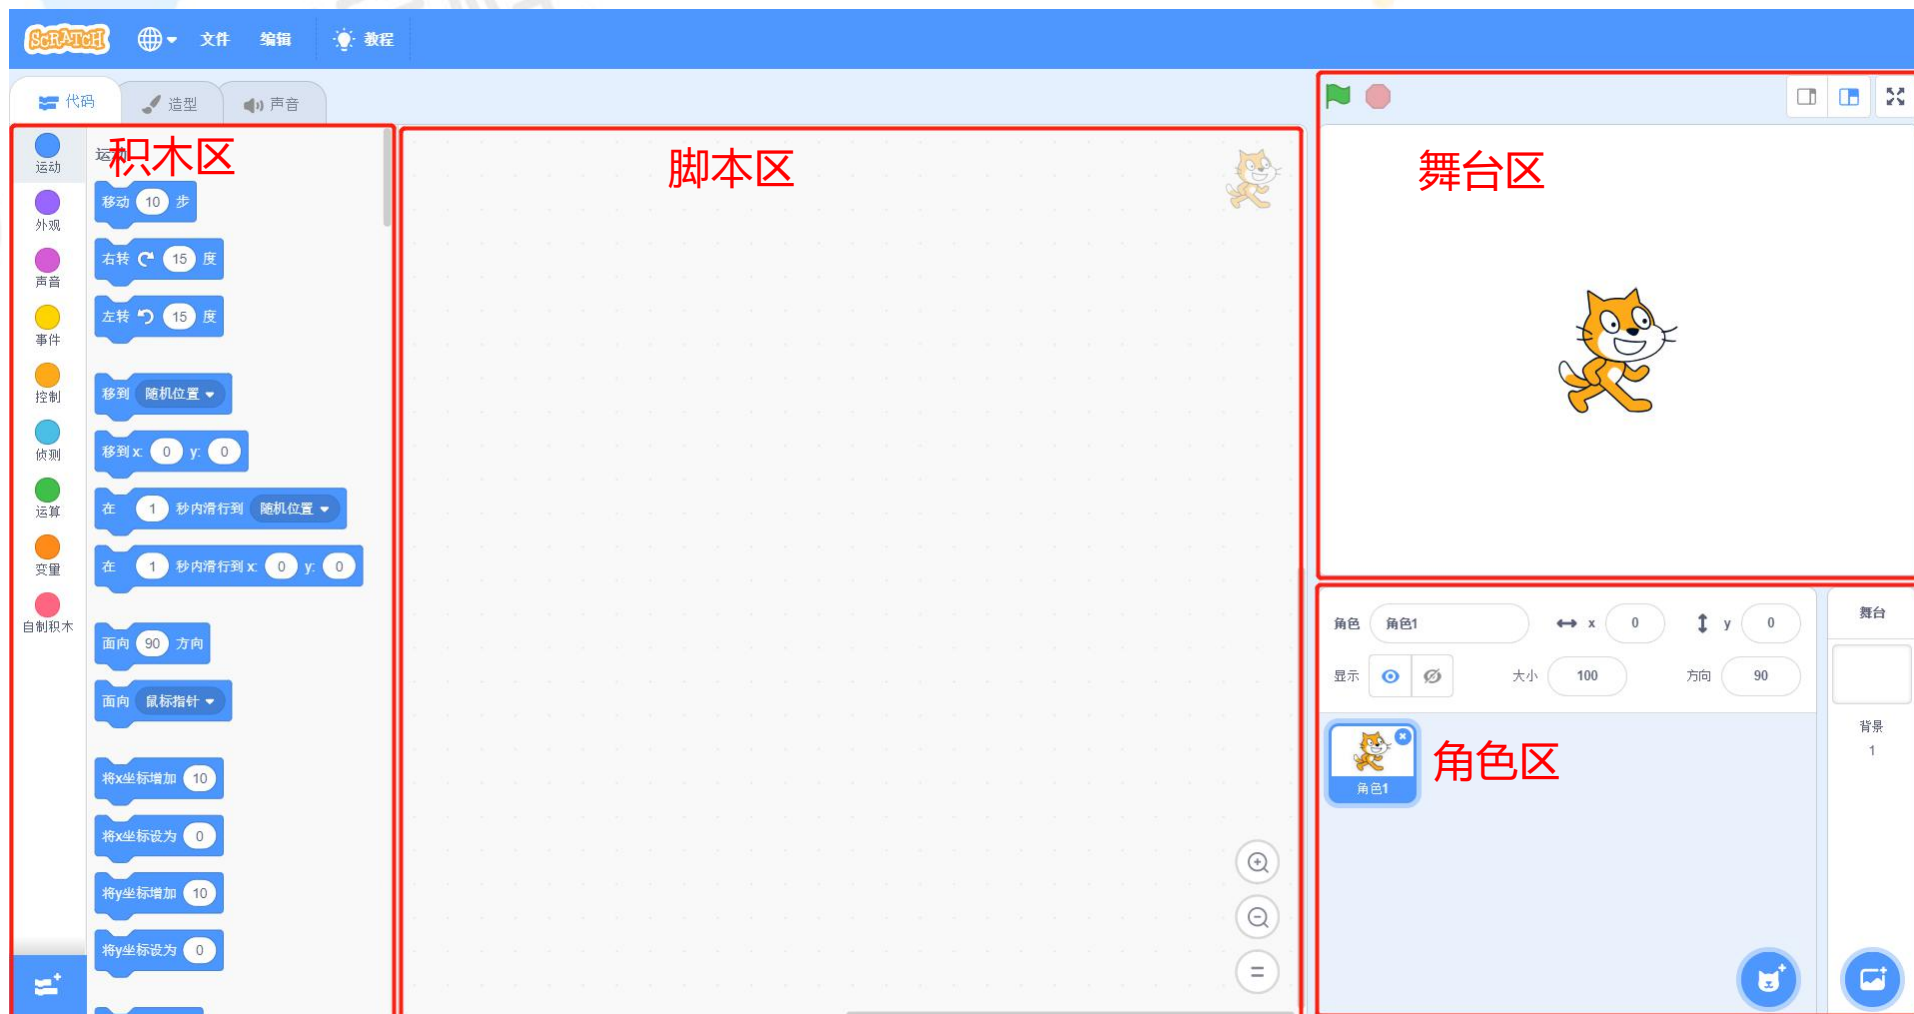 SCRATCH 文件 编辑 教程
代码 造型 声音
积木区
脚本区
舞台区
运动
外观
声音
事件
控制
侦测
运算
变量
自制积木
运动
移动 10 步
右转 15 度
左转 15 度
移到 随机位置
移到 x: 0 y: 0
在 1 秒内滑行到 随机位置
在 1 秒内滑行到 x: 0 y: 0
面向 90 方向
面向 鼠标指针
将x坐标增加 10
将x坐标设为 0
将y坐标增加 10
将y坐标设为 0
角色 角色1 x 0 y 0
显示 大小 100 方向 90
角色1
角色区
舞台
背景
1